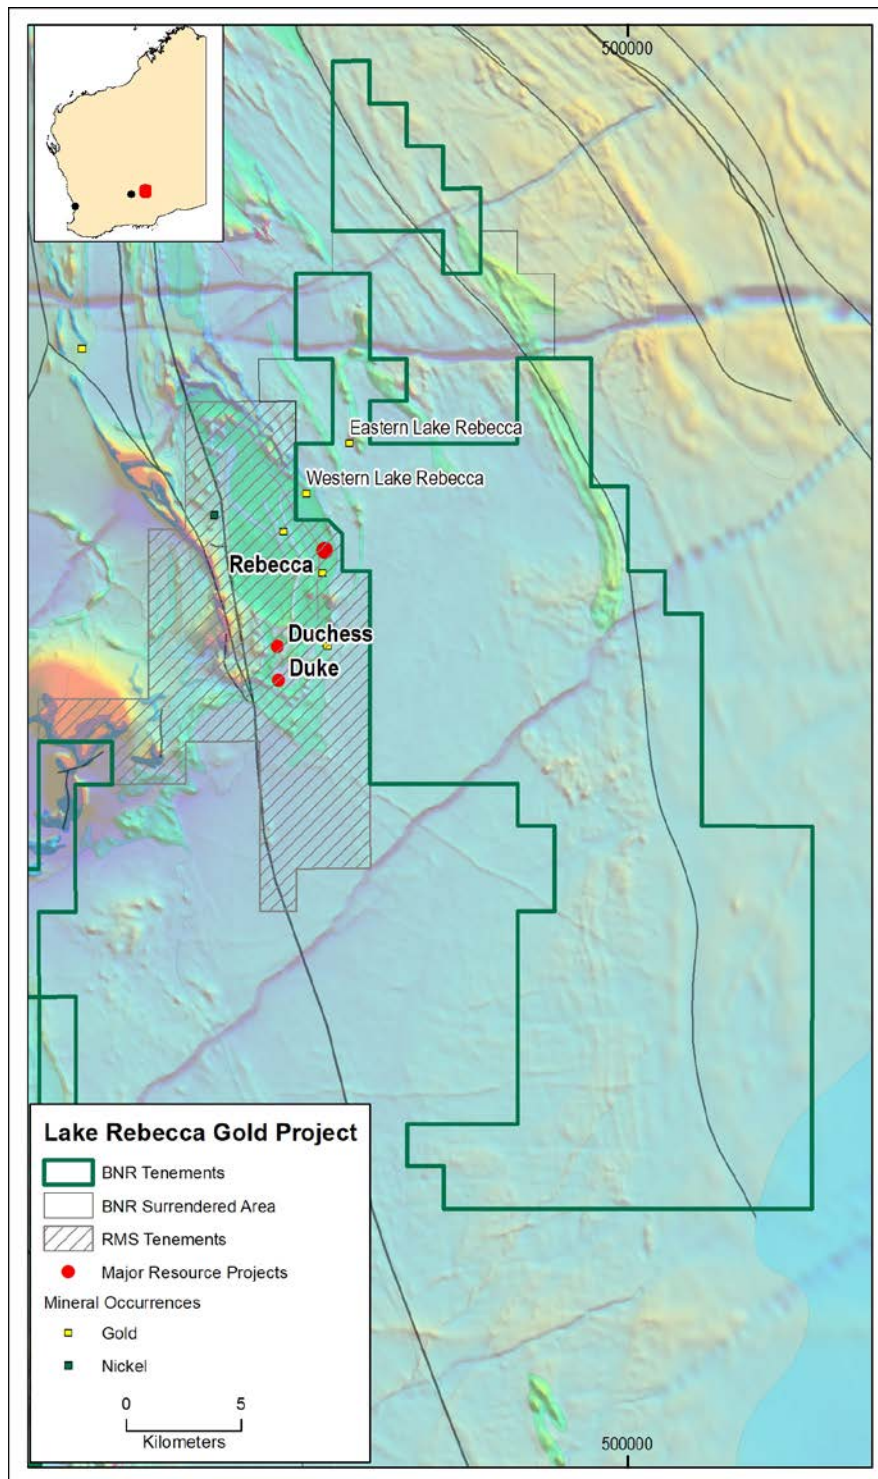 500000
Eastern Lake Rebecca
Western Lake Rebecca
Rebecca
Duchess
Duke
Lake Rebecca Gold Project
BNR Tenements
BNR Surrendered Area
RMS Tenements
Major Resource Projects
Mineral Occurrences
Gold
Nickel
0 5
Kilometers
500000